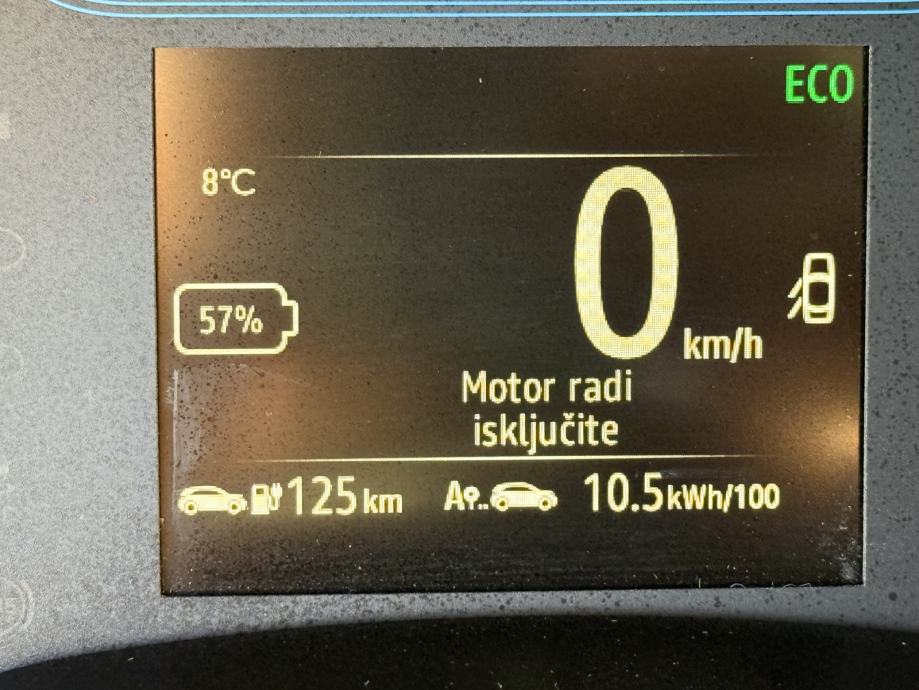 ECO
8°C
0 km/h
57%
Motor radi
isključite
125 km
A 10.5 kWh/100